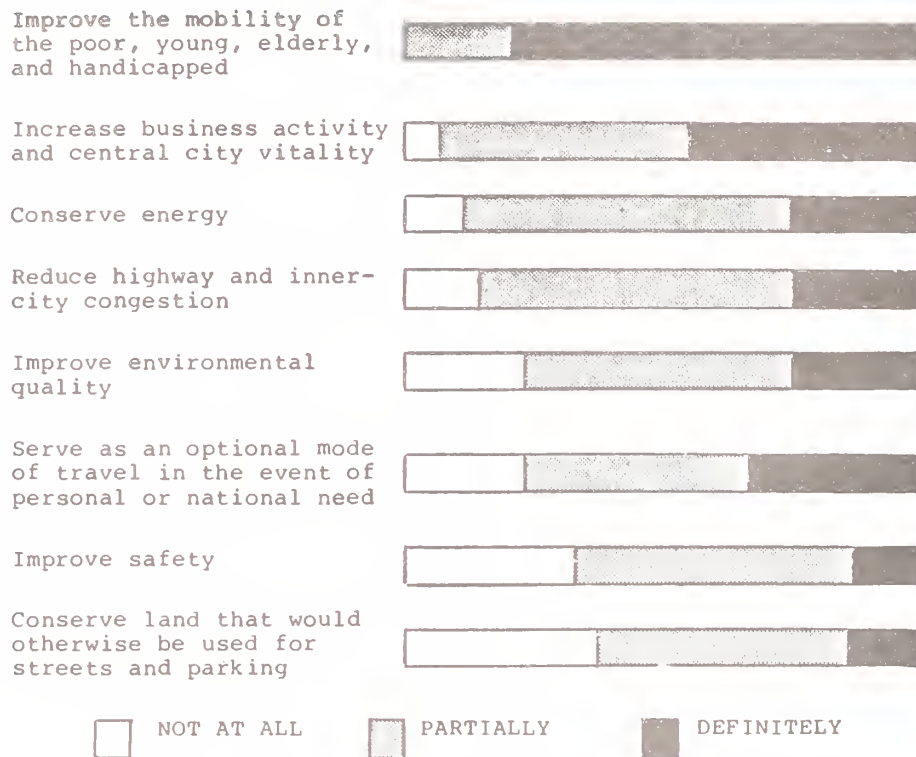 Improve the mobility of
the poor, young, elderly,
and handicapped
Increase business activity
and central city vitality
Conserve energy
Reduce highway and inner-
city congestion
Improve environmental
quality
Serve as an optional mode
of travel in the event of
personal or national need
Improve safety
Conserve land that would
otherwise be used for
streets and parking
NOT AT ALL PARTIALLY DEFINITELY